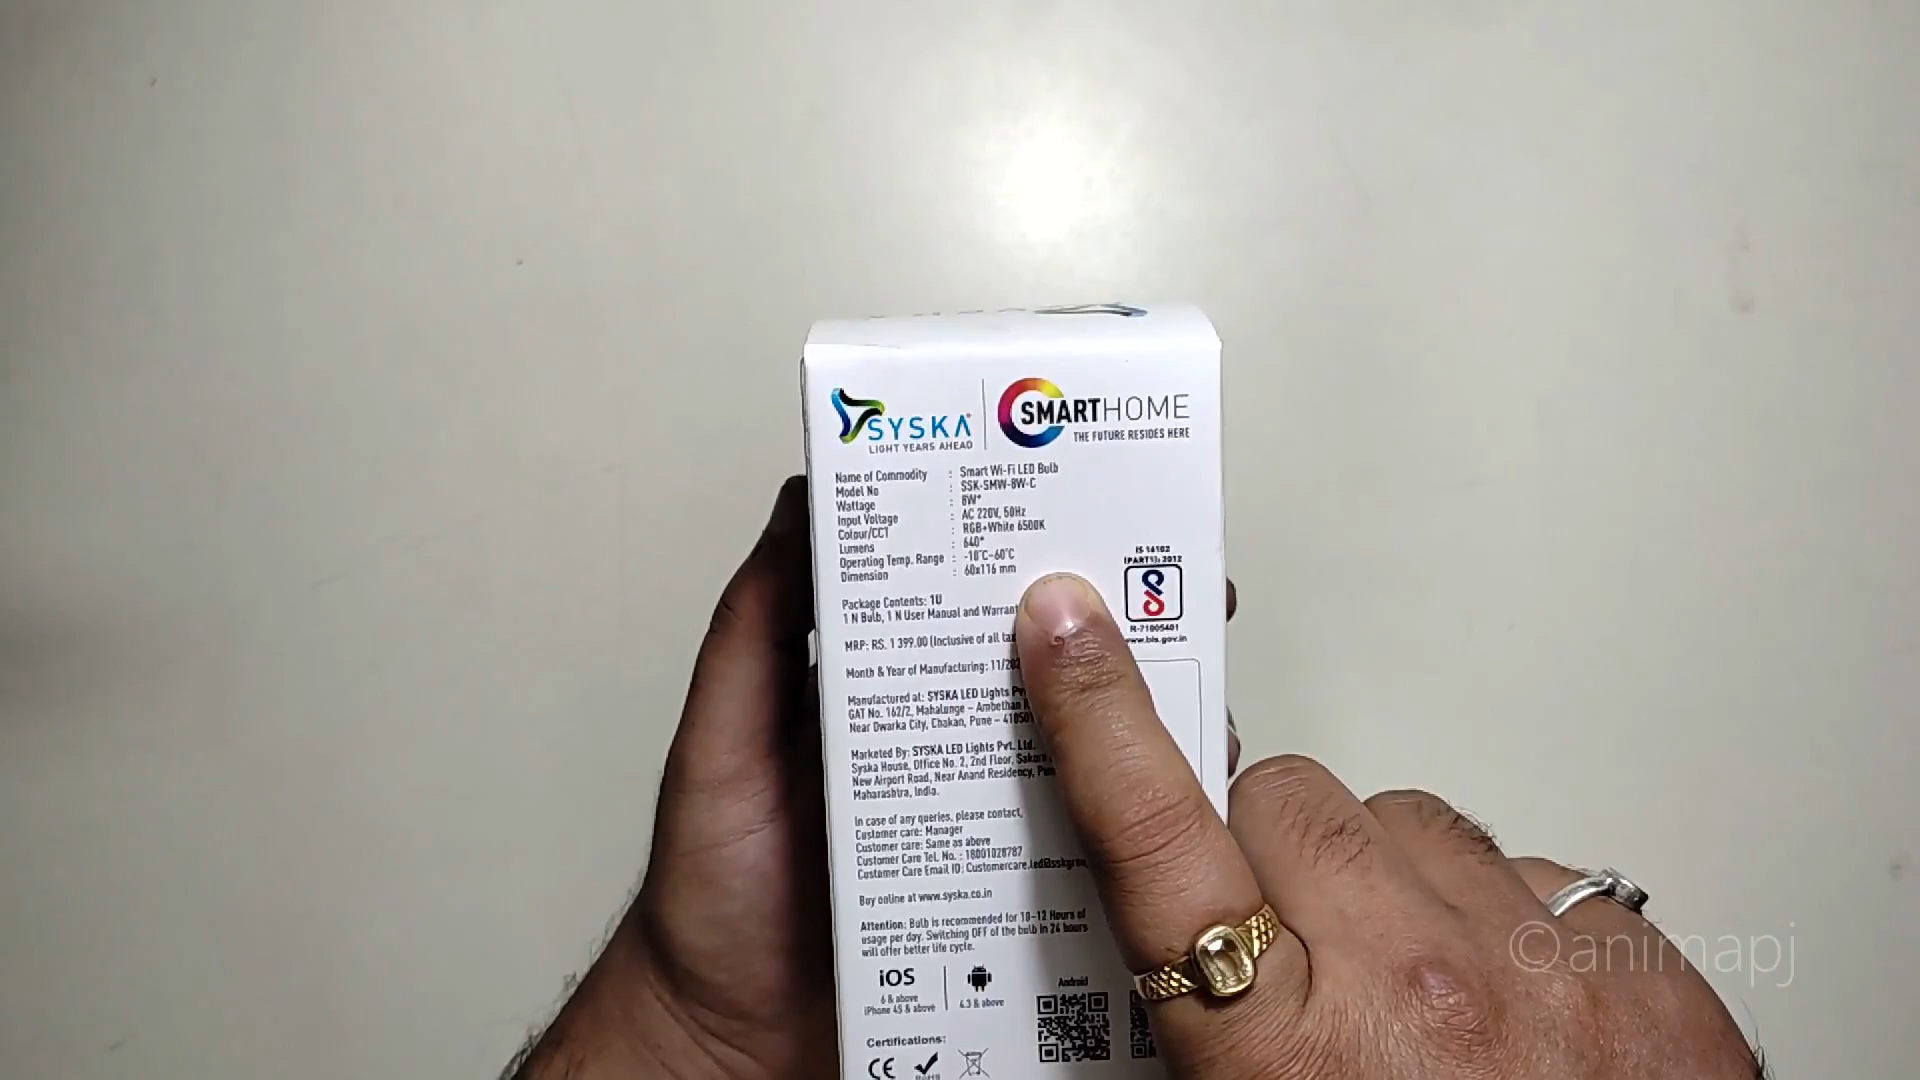 SYSKA
LIGHT YEARS AHEAD
SMARTHOME
THE FUTURE RESIDES HERE
Name of Commodity : Smart Wi-Fi LED Bulb
Model No : SSK-SMW-8W-C
Wattage : 8W*
Input Voltage : AC 220V, 50Hz
Colour/CCT : RGB+White 6500K
Lumens : 640*
Operating Temp. Range : -10°C-60°C
Dimension : 60x116 mm
IS 16102
(PART1): 2012
R-71005401
www.bis.gov.in
Package Contents: 1U
1 N Bulb, 1 N User Manual and Warrant
MRP: RS. 1 399.00 (Inclusive of all tax
Month & Year of Manufacturing: 11/202
Manufactured at: SYSKA LED Lights Pv
GAT No. 162/2, Mahalunge - Ambethan R
Near Dwarka City, Chakan, Pune - 410501
Marketed By: SYSKA LED Lights Pvt. Ltd.
Syska House, Office No. 2, 2nd Floor, Sakore
New Airport Road, Near Anand Residency, Pun
Maharashtra, India.
In case of any queries, please contact,
Customer care: Manager
Customer care: Same as above
Customer Care Tel. No. : 18001028787
Customer Care Email ID: Customercare.led@sskgrou
Buy online at www.syska.co.in
Attention: Bulb is recommended for 10-12 Hours of
usage per day. Switching OFF of the bulb in 24 hours
will offer better life cycle.
iOS
6 & above
iPhone 4S & above
4.3 & above
Android
Certifications:
CE
RoHS
©animapj